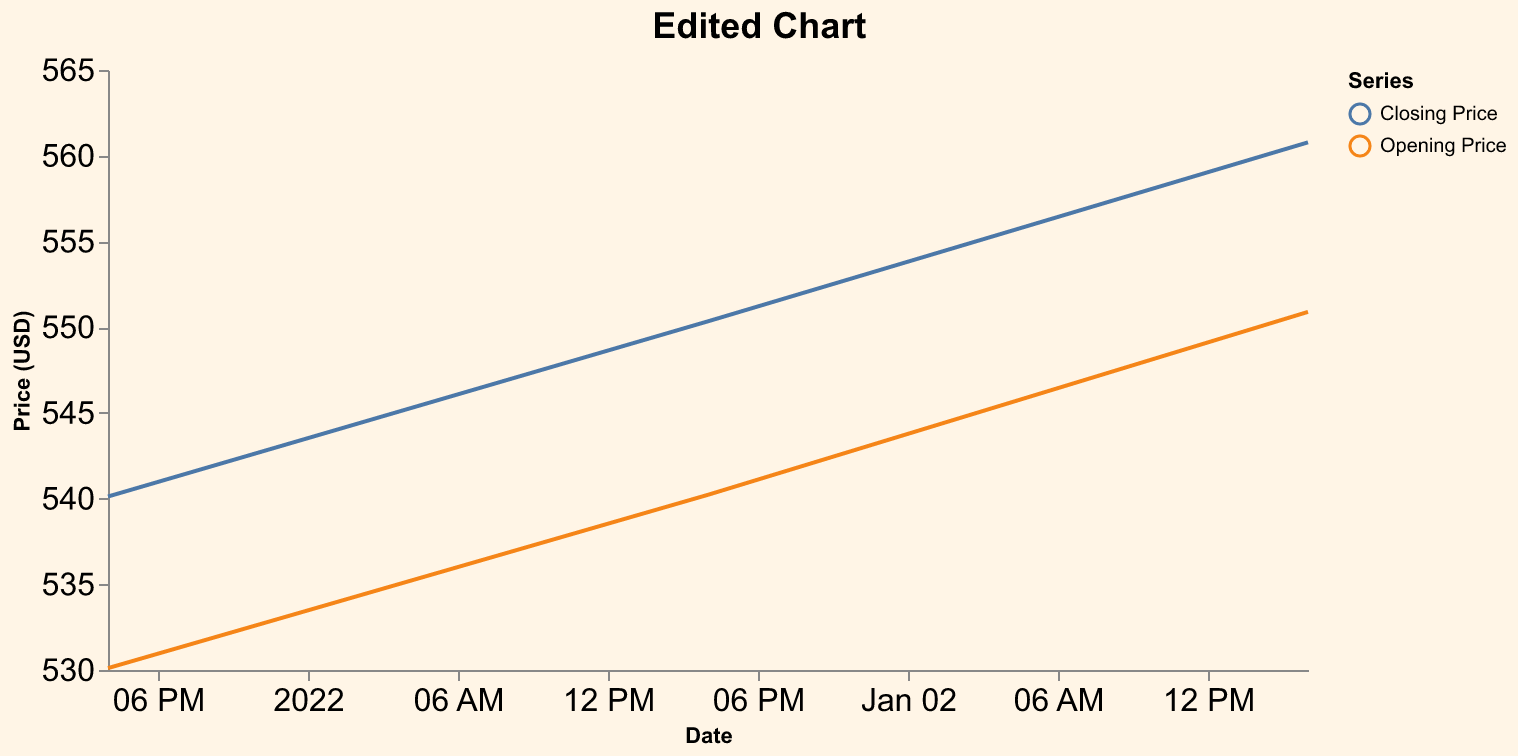 Edited Chart
565
560
555
550
545
540
535
530
Price (USD)
06 PM
2022
06 AM
12 PM
06 PM
Jan 02
06 AM
12 PM
Date
Series
Closing Price
Opening Price